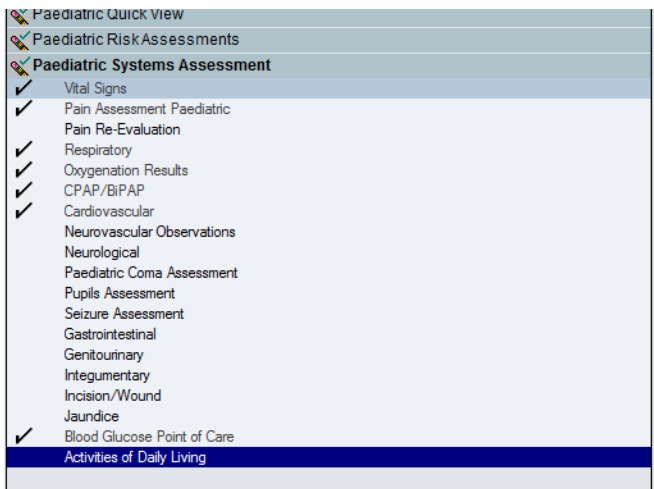 Paediatric Quick View
Paediatric Risk Assessments
Paediatric Systems Assessment
Vital Signs
Pain Assessment Paediatric
Pain Re-Evaluation
Respiratory
Oxygenation Results
CPAP/BiPAP
Cardiovascular
Neurovascular Observations
Neurological
Paediatric Coma Assessment
Pupils Assessment
Seizure Assessment
Gastrointestinal
Genitourinary
Integumentary
Incision/Wound
Jaundice
Blood Glucose Point of Care
Activities of Daily Living